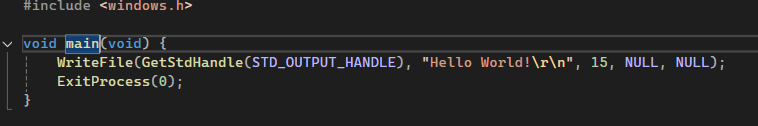 #include <windows.h>
void main(void) {
WriteFile(GetStdHandle(STD_OUTPUT_HANDLE), "Hello World!\r\n", 15, NULL, NULL);
ExitProcess(0);
}